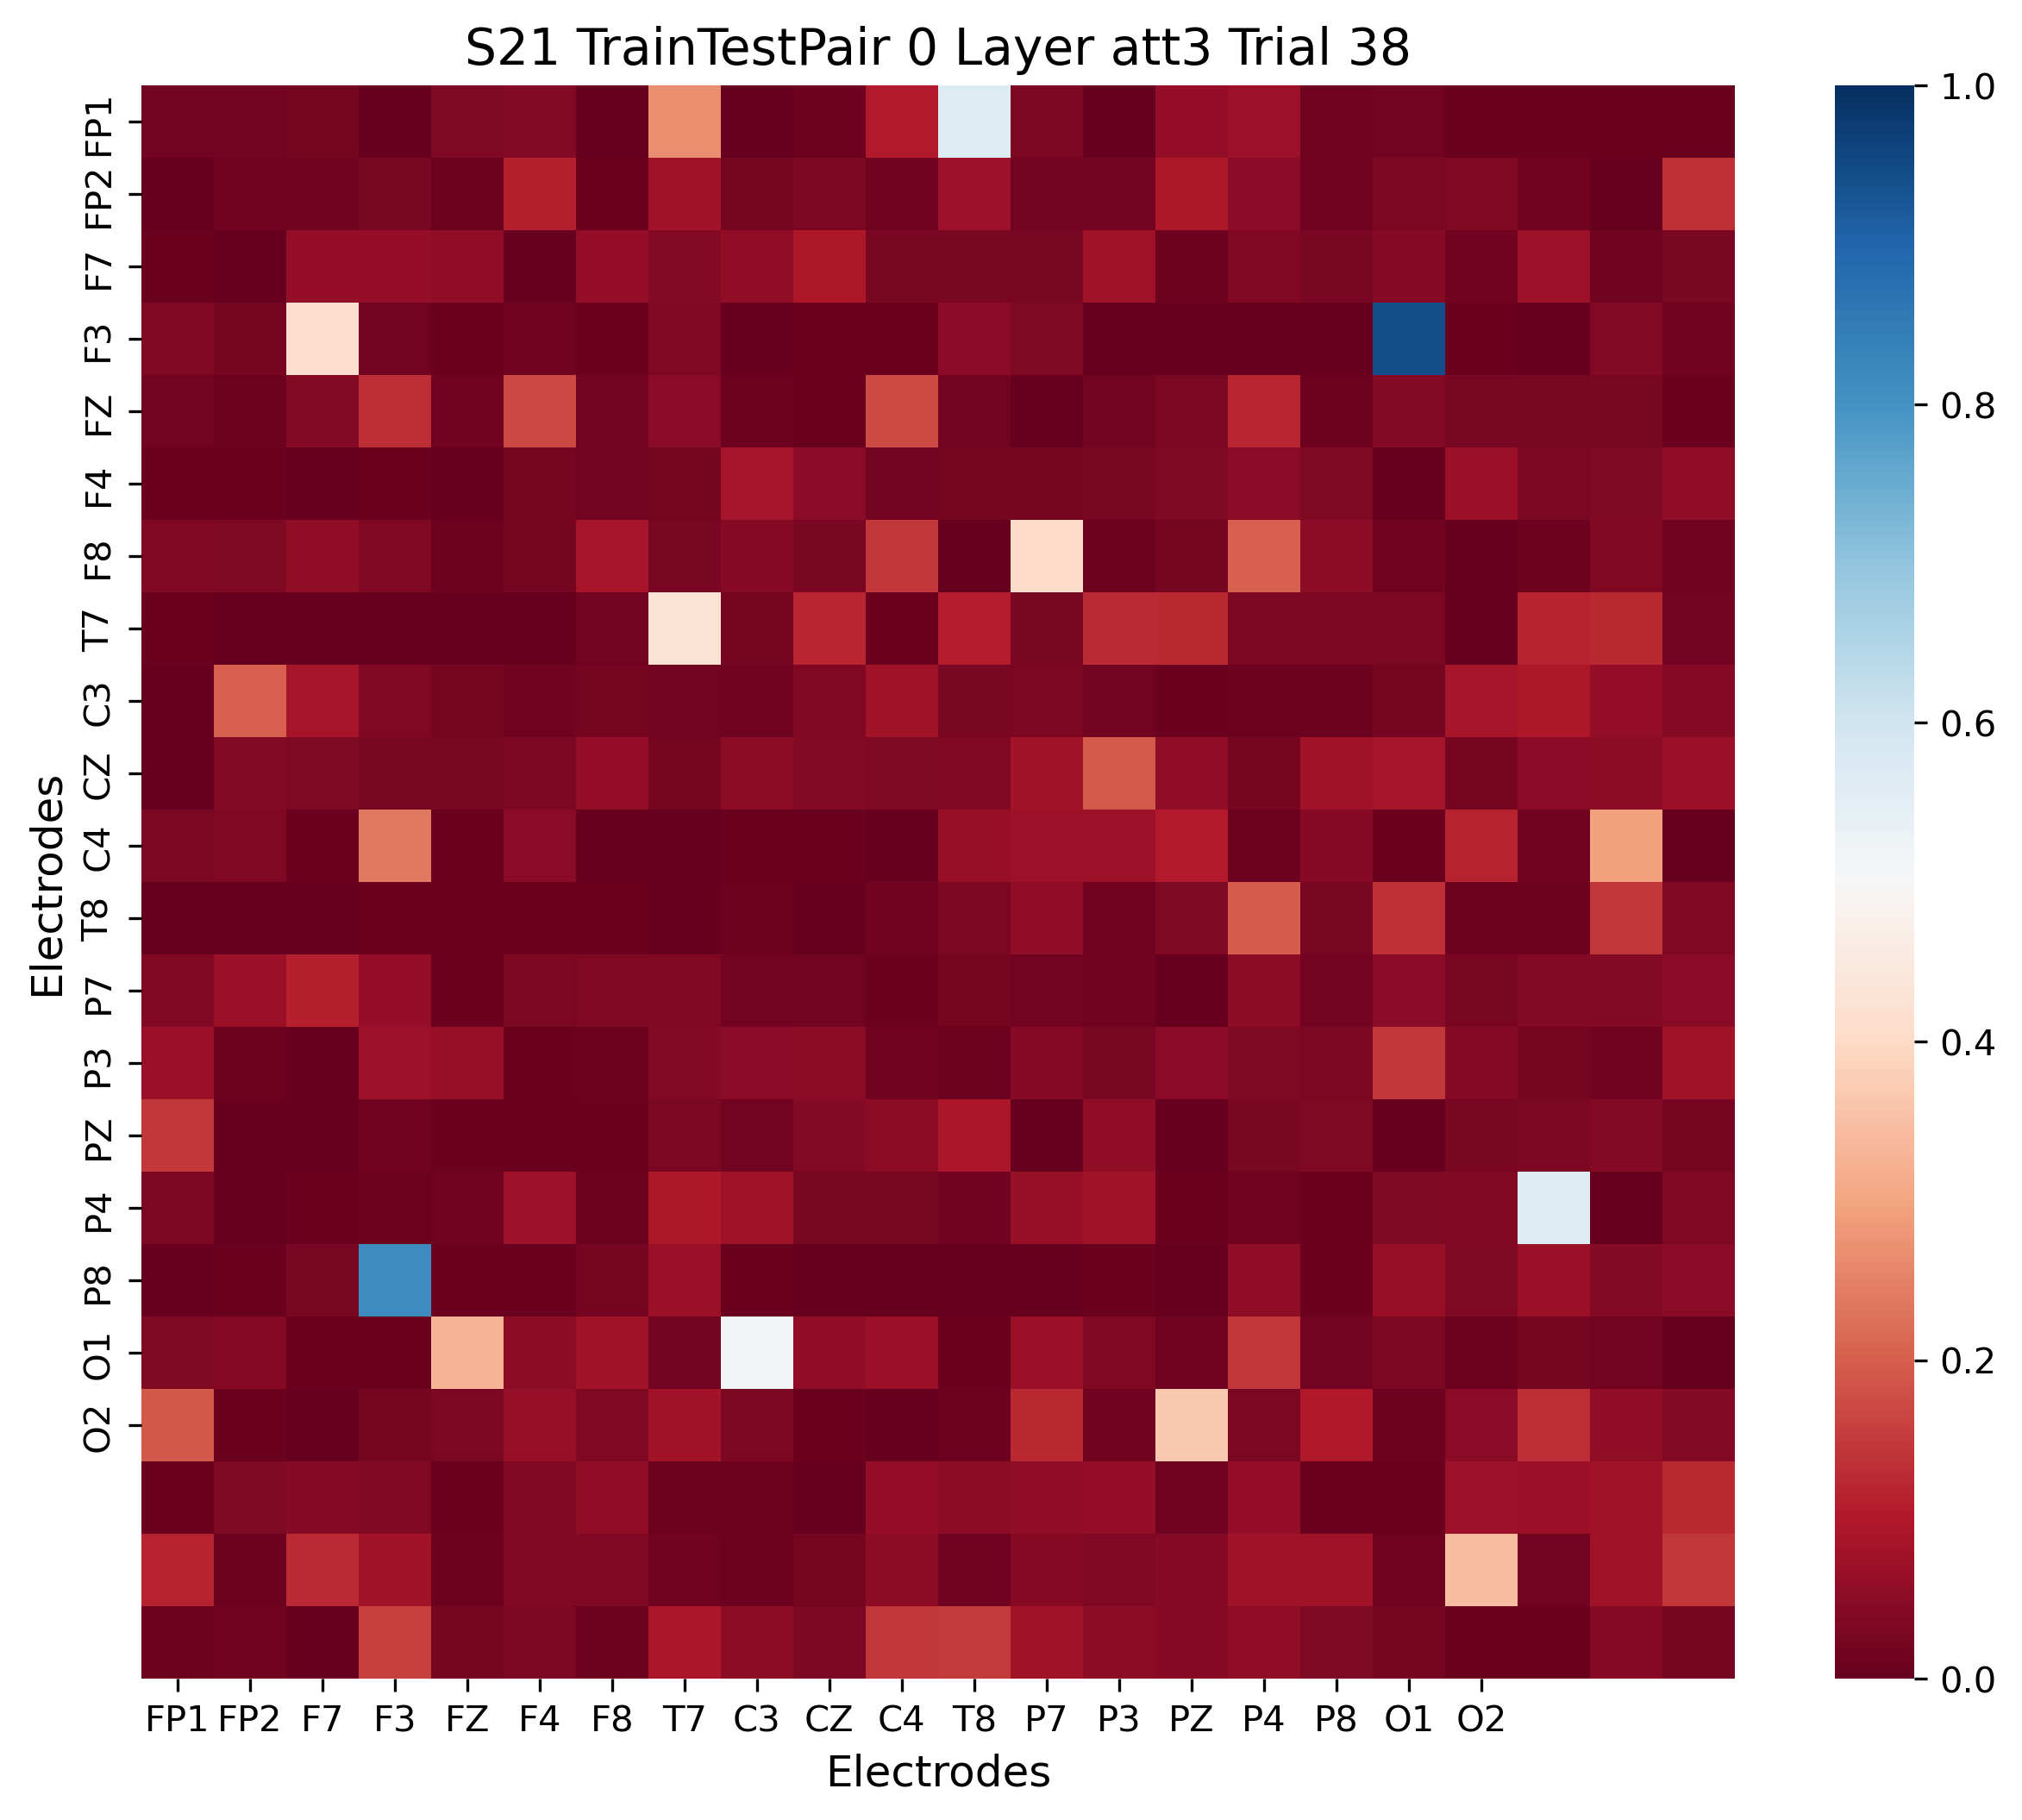 S21 TrainTestPair 0 Layer att3 Trial 38
Electrodes
FP1
FP2
F7
F3
FZ
F4
F8
T7
C3
CZ
C4
T8
P7
P3
PZ
P4
P8
O1
O2
FP1 FP2 F7 F3 FZ F4 F8 T7 C3 CZ C4 T8 P7 P3 PZ P4 P8 O1 O2
Electrodes
1.0
0.8
0.6
0.4
0.2
0.0